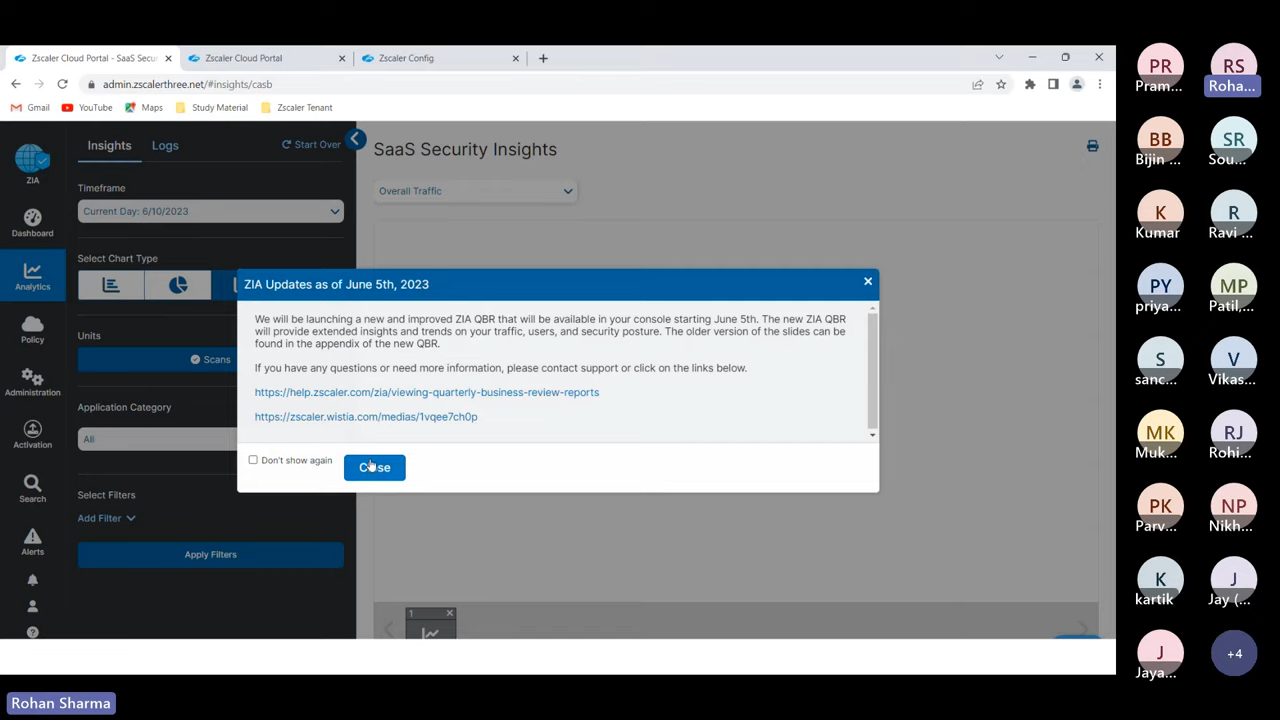 Zscaler Cloud Portal - SaaS Secu
Zscaler Cloud Portal
Zscaler Config
admin.zscalerthree.net/#insights/casb
Gmail
YouTube
Maps
Study Material
Zscaler Tenant
ZIA
Dashboard
Analytics
Policy
Administration
Activation
Search
Alerts
Insights
Logs
Start Over
Timeframe
Current Day: 6/10/2023
Select Chart Type
Units
Scans
Application Category
All
Select Filters
Add Filter
Apply Filters
SaaS Security Insights
Overall Traffic
ZIA Updates as of June 5th, 2023
We will be launching a new and improved ZIA QBR that will be available in your console starting June 5th. The new ZIA QBR
will provide extended insights and trends on your traffic, users, and security posture. The older version of the slides can be
found in the appendix of the new QBR.
If you have any questions or need more information, please contact support or click on the links below.
https://help.zscaler.com/zia/viewing-quarterly-business-review-reports
https://zscaler.wistia.com/medias/1vqee7ch0p
Don't show again
1
PR
Pram...
RS
Roha...
BB
Bijin ...
SR
Sou...
K
Kumar
R
Ravi ...
PY
priya...
MP
Patil,...
S
sanc...
V
Vikas...
MK
Muk...
RJ
Rohi...
PK
Parv...
NP
Nikh...
K
kartik
J
Jay (...
J
Jaya...
+4
Rohan Sharma